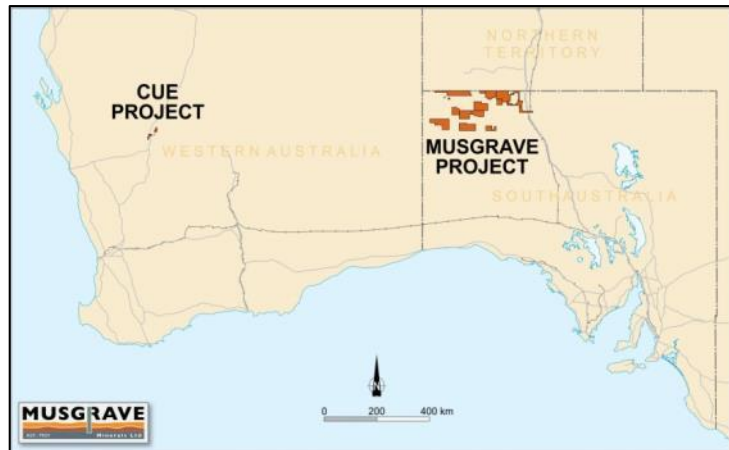 NORTHERN
TERRITORY
CUE
PROJECT
WESTERN AUSTRALIA
MUSGRAVE
PROJECT
SOUTH AUSTRALIA
N
0 200 400 km
MUSGRAVE
Minerals Ltd